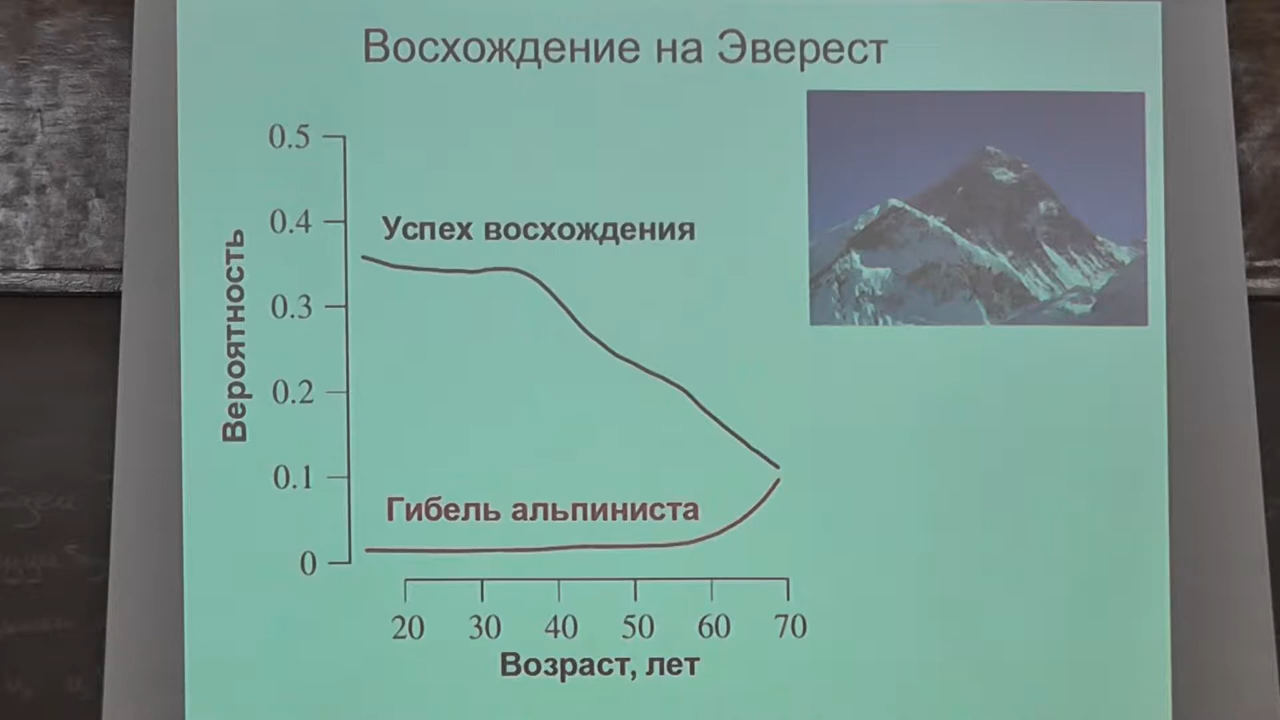 Восхождение на Эверест
0.5
0.4
0.3
0.2
0.1
0
Вероятность
Успех восхождения
Гибель альпиниста
20 30 40 50 60 70
Возраст, лет